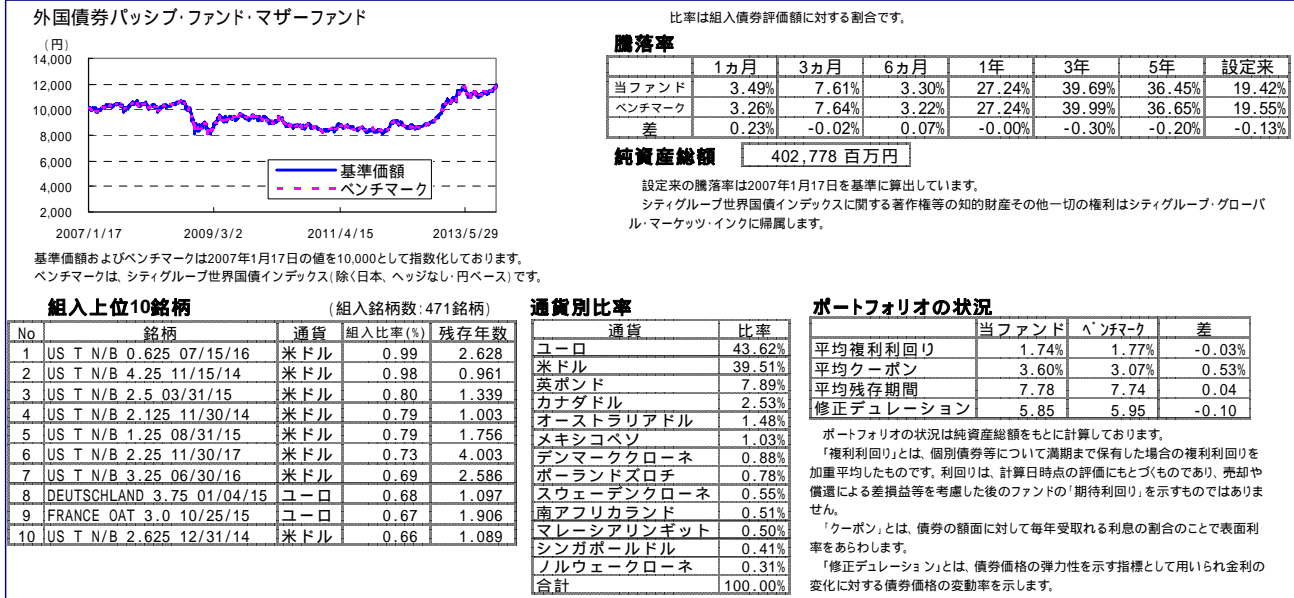 外国債券パッシブ・ファンド・マザーファンド
(円)
14,000
12,000
10,000
8,000
6,000
4,000
2,000
基準価額
ベンチマーク
2007/1/17 2009/3/2 2011/4/15 2013/5/29
基準価額およびベンチマークは2007年1月17日の値を10,000として指数化しております。
ベンチマークは、シティグループ世界国債インデックス(除く日本、ヘッジなし・円ベース)です。
比率は組入債券評価額に対する割合です。
騰落率
1ヵ月 3ヵ月 6ヵ月 1年 3年 5年 設定来
当ファンド 3.49% 7.61% 3.30% 27.24% 39.69% 36.45% 19.42%
ベンチマーク 3.26% 7.64% 3.22% 27.24% 39.99% 36.65% 19.55%
差 0.23% -0.02% 0.07% -0.00% -0.30% -0.20% -0.13%
純資産総額 402,778 百万円
設定来の騰落率は2007年1月17日を基準に算出しています。
シティグループ世界国債インデックスに関する著作権等の知的財産その他一切の権利はシティグループ・グローバ
ル・マーケッツ・インクに帰属します。
組入上位10銘柄 (組入銘柄数:471銘柄)
No 銘柄 通貨 組入比率(%) 残存年数
1 US T N/B 0.625 07/15/16 米ドル 0.99 2.628
2 US T N/B 4.25 11/15/14 米ドル 0.98 0.961
3 US T N/B 2.5 03/31/15 米ドル 0.80 1.339
4 US T N/B 2.125 11/30/14 米ドル 0.79 1.003
5 US T N/B 1.25 08/31/15 米ドル 0.79 1.756
6 US T N/B 2.25 11/30/17 米ドル 0.73 4.003
7 US T N/B 3.25 06/30/16 米ドル 0.69 2.586
8 DEUTSCHLAND 3.75 01/04/15 ユーロ 0.68 1.097
9 FRANCE OAT 3.0 10/25/15 ユーロ 0.67 1.906
10 US T N/B 2.625 12/31/14 米ドル 0.66 1.089
通貨別比率
通貨 比率
ユーロ 43.62%
米ドル 39.51%
英ポンド 7.89%
カナダドル 2.53%
オーストラリアドル 1.48%
メキシコペソ 1.03%
デンマーククローネ 0.88%
ポーランドズロチ 0.78%
スウェーデンクローネ 0.55%
南アフリカランド 0.51%
マレーシアリンギット 0.50%
シンガポールドル 0.41%
ノルウェークローネ 0.31%
合計 100.00%
ポートフォリオの状況
当ファンド ベンチマーク 差
平均複利利回り 1.74% 1.77% -0.03%
平均クーポン 3.60% 3.07% 0.53%
平均残存期間 7.78 7.74 0.04
修正デュレーション 5.85 5.95 -0.10
ポートフォリオの状況は純資産総額をもとに計算しております。
「複利利回り」とは、個別債券等について満期まで保有した場合の複利利回りを
加重平均したものです。利回りは、計算日時点の評価にもとづくものであり、売却や
償還による差損益等を考慮した後のファンドの「期待利回り」を示すものではありま
せん。
「クーポン」とは、債券の額面に対して毎年受取れる利息の割合のことで表面利
率をあらわします。
「修正デュレーション」とは、債券価格の弾力性を示す指標として用いられ金利の
変化に対する債券価格の変動率を示します。